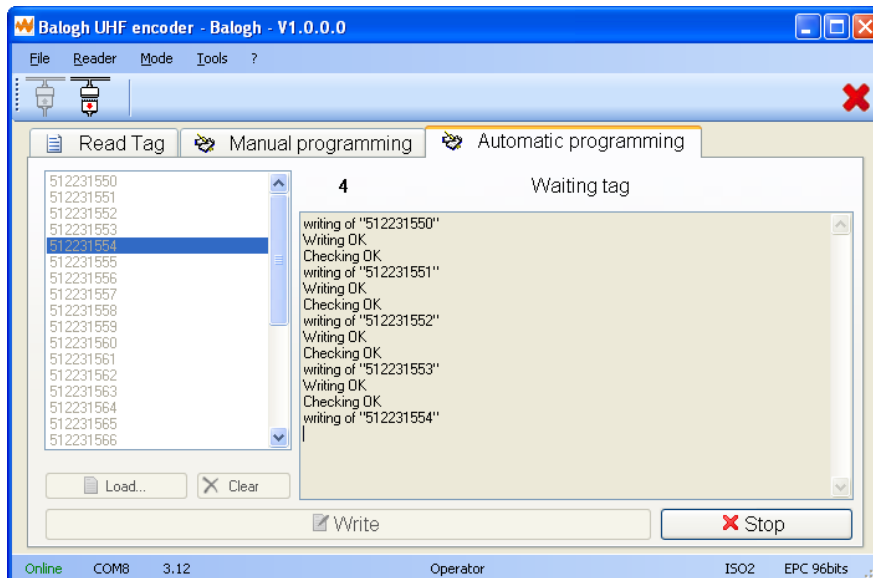 Balogh UHF encoder - Balogh - V1.0.0.0
File Reader Mode Tools ?
Read Tag Manual programming Automatic programming
512231550
512231551
512231552
512231553
512231554
512231555
512231556
512231557
512231558
512231559
512231560
512231561
512231562
512231563
512231564
512231565
512231566
4 Waiting tag
writing of "512231550"
Writing OK
Checking OK
writing of "512231551"
Writing OK
Checking OK
writing of "512231552"
Writing OK
Checking OK
writing of "512231553"
Writing OK
Checking OK
writing of "512231554"
Load... Clear
Write Stop
Online COM8 3.12 Operator ISO2 EPC 96bits